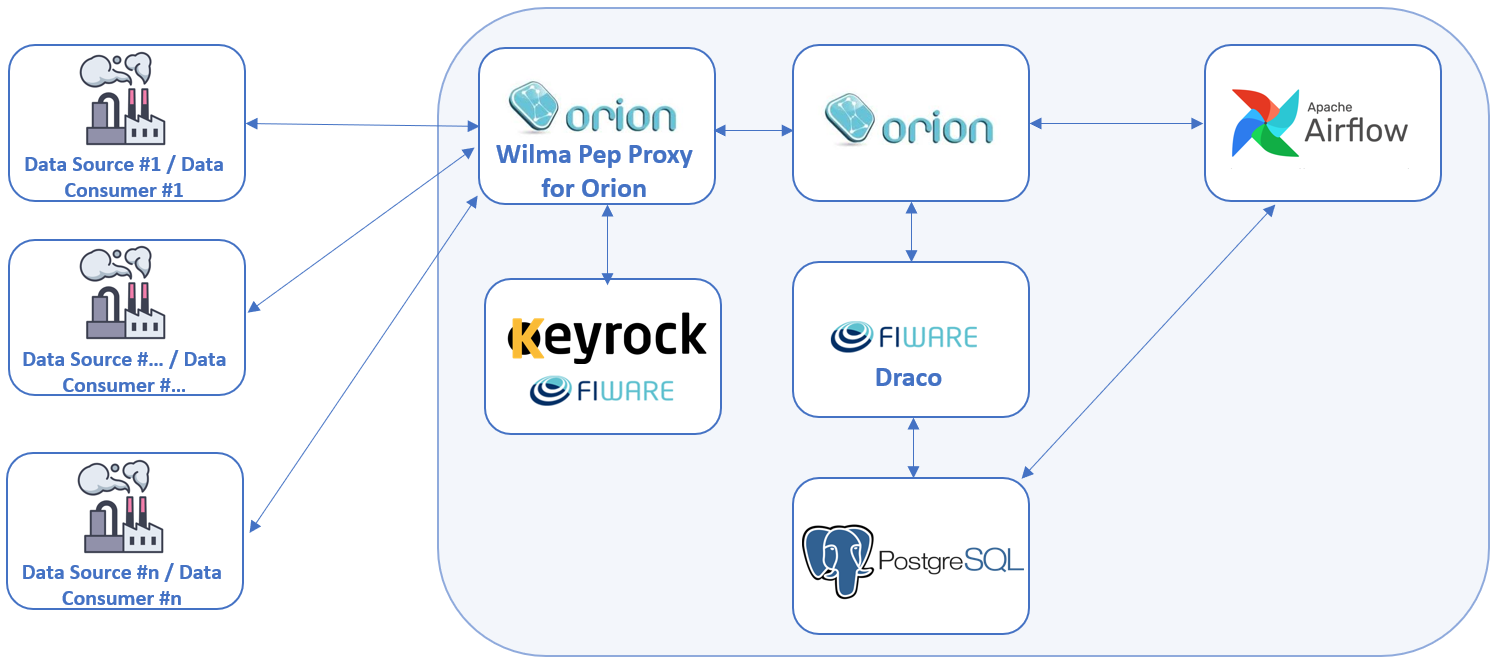 Data Source #1 / Data
Consumer #1
Data Source #... / Data
Consumer #...
Data Source #n / Data
Consumer #n
orion
Wilma Pep Proxy
for Orion
Keyrock
FIWARE
orion
FIWARE
Draco
PostgreSQL
Apache
Airflow